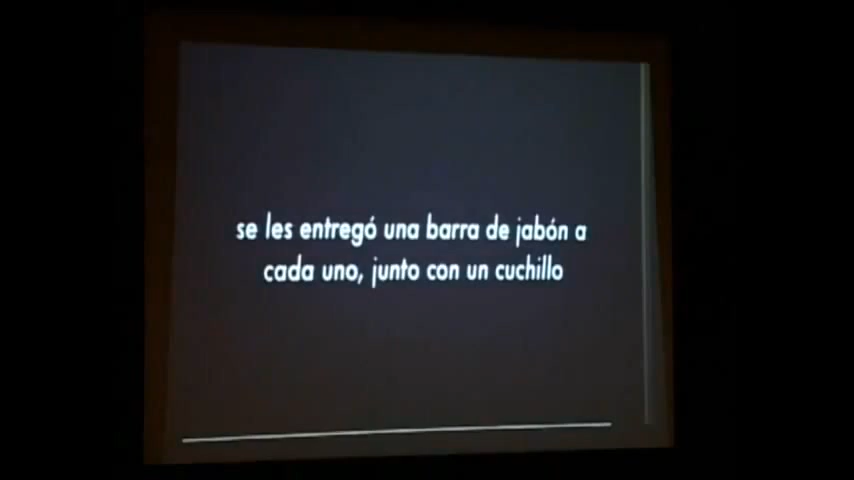 se les entregó una barra de jabón a
cada uno, junto con un cuchillo